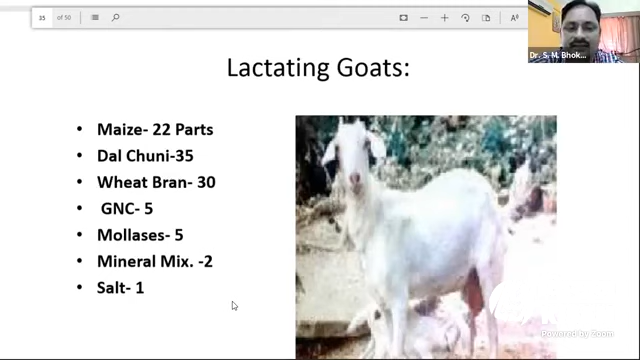 35 of 50
Dr. S. M. Bhok...
Lactating Goats:
• Maize- 22 Parts
• Dal Chuni-35
• Wheat Bran- 30
• GNC- 5
• Mollases- 5
• Mineral Mix. -2
• Salt- 1
Powered by Zoom